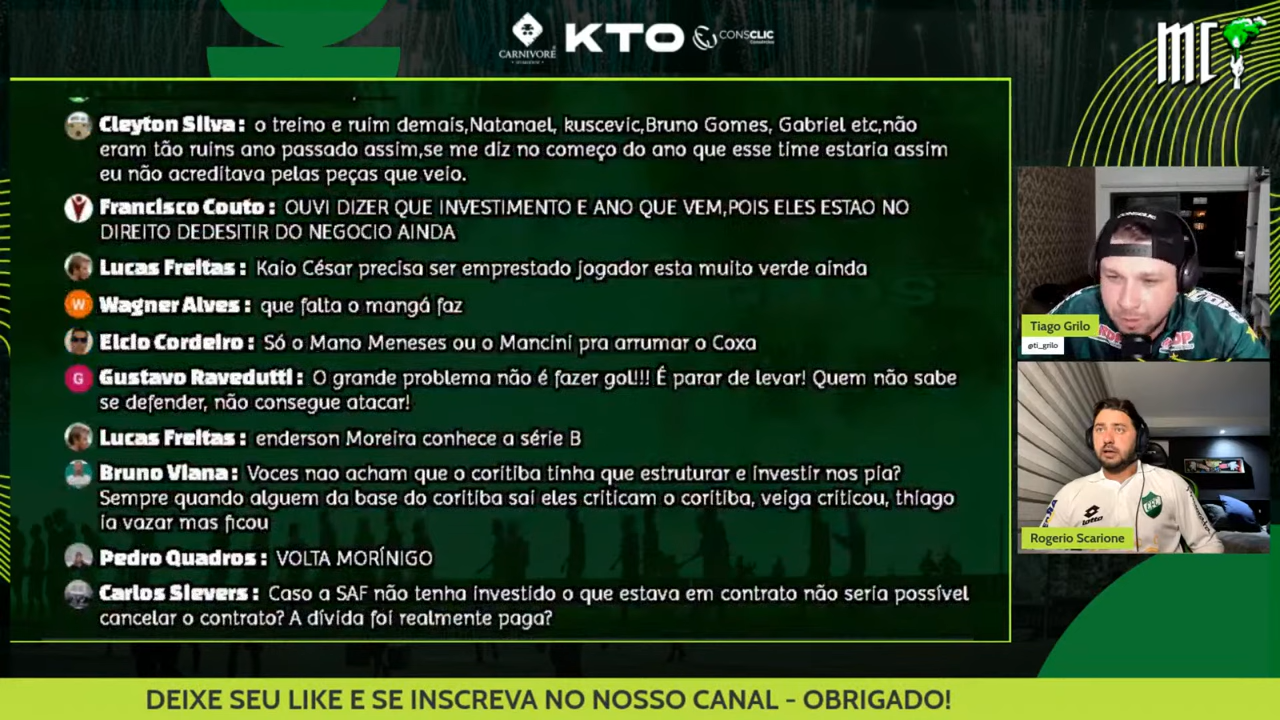 CARNIVORE
KTO
CONSCLIC
MC
Cleyton Silva : o treino e ruim demais,Natanael, kuscevic,Bruno Gomes, Gabriel etc,não
eram tão ruins ano passado assim,se me diz no começo do ano que esse time estaria assim
eu não acreditava pelas peças que veio.
Francisco Couto : OUVI DIZER QUE INVESTIMENTO E ANO QUE VEM,POIS ELES ESTAO NO
DIREITO DEDESITIR DO NEGOCIO AINDA
Lucas Freitas : Kaio César precisa ser emprestado jogador esta muito verde ainda
W
Wagner Alves : que falta o mangá faz
Elcio Cordeiro : Só o Mano Meneses ou o Mancini pra arrumar o Coxa
G
Gustavo Ravedutti : O grande problema não é fazer gol!!! É parar de levar! Quem não sabe
se defender, não consegue atacar!
Lucas Freitas : enderson Moreira conhece a série B
Bruno Viana : Voces nao acham que o coritiba tinha que estruturar e investir nos pia?
Sempre quando alguem da base do coritiba sai eles criticam o coritiba, veiga criticou, thiago
ia vazar mas ficou
Pedro Quadros : VOLTA MORÍNIGO
Carlos Sievers : Caso a SAF não tenha investido o que estava em contrato não seria possível
cancelar o contrato? A dívida foi realmente paga?
CONSCLIC
Tiago Grilo
@ti_grilo
lotto
CFC
Rogerio Scarione
DEIXE SEU LIKE E SE INSCREVA NO NOSSO CANAL - OBRIGADO!